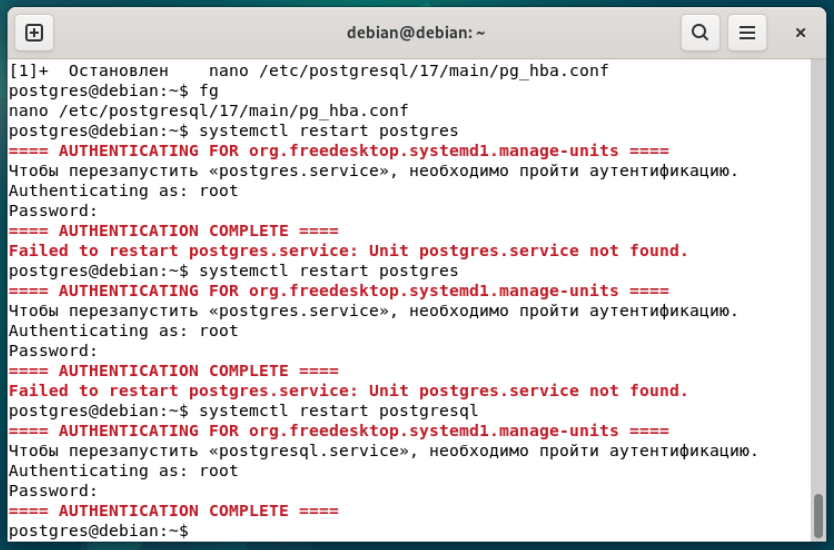 debian@debian: ~
[1]+  Остановлен    nano /etc/postgresql/17/main/pg_hba.conf
postgres@debian:~$ fg
nano /etc/postgresql/17/main/pg_hba.conf
postgres@debian:~$ systemctl restart postgres
==== AUTHENTICATING FOR org.freedesktop.systemd1.manage-units ====
Чтобы перезапустить «postgres.service», необходимо пройти аутентификацию.
Authenticating as: root
Password:
==== AUTHENTICATION COMPLETE ====
Failed to restart postgres.service: Unit postgres.service not found.
postgres@debian:~$ systemctl restart postgres
==== AUTHENTICATING FOR org.freedesktop.systemd1.manage-units ====
Чтобы перезапустить «postgres.service», необходимо пройти аутентификацию.
Authenticating as: root
Password:
==== AUTHENTICATION COMPLETE ====
Failed to restart postgres.service: Unit postgres.service not found.
postgres@debian:~$ systemctl restart postgresql
==== AUTHENTICATING FOR org.freedesktop.systemd1.manage-units ====
Чтобы перезапустить «postgresql.service», необходимо пройти аутентификацию.
Authenticating as: root
Password:
==== AUTHENTICATION COMPLETE ====
postgres@debian:~$